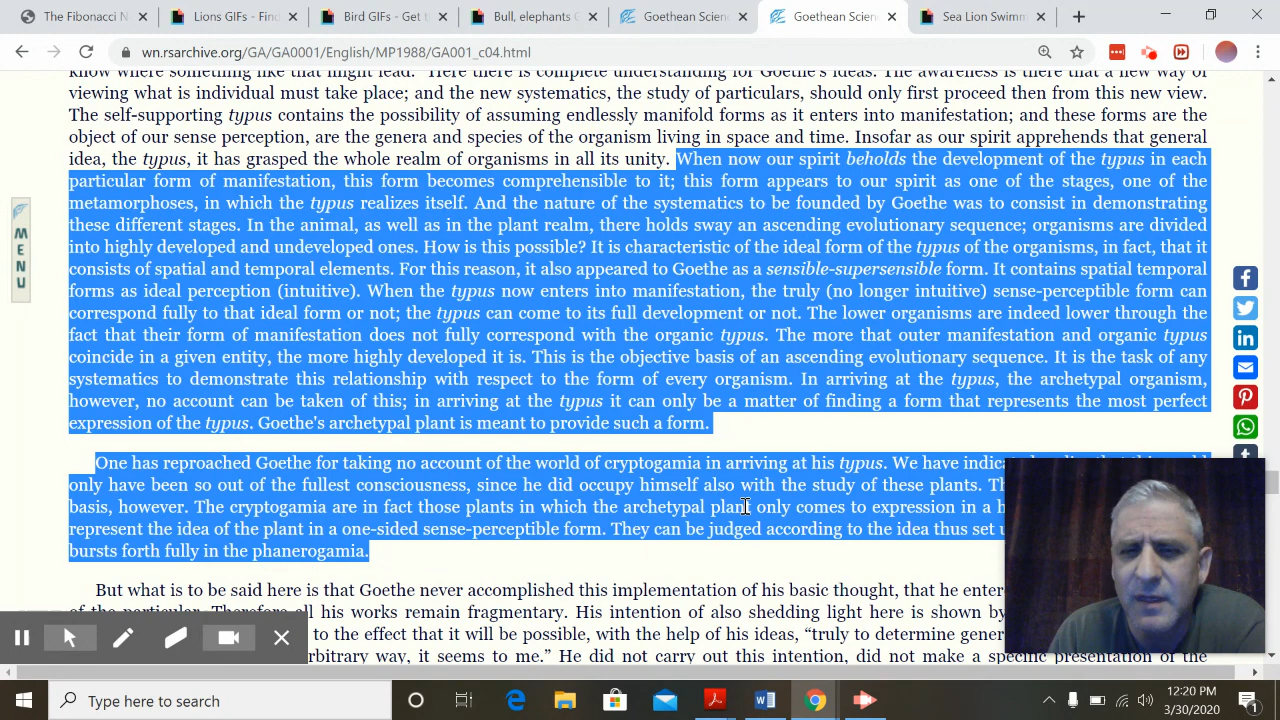 The Fibonacci N
Lions GIFs - Fin
Bird GIFs - Get t
Bull, elephants G
Goethean Scien
Goethean Scien
Sea Lion Swimm
wn.rsarchive.org/GA/GA0001/English/MP1988/GA001_c04.html
know where something like that might lead." Here there is complete understanding for Goethe's ideas. The awareness is there that a new way of
viewing what is individual must take place; and the new systematics, the study of particulars, should only first proceed then from this new view.
The self-supporting typus contains the possibility of assuming endlessly manifold forms as it enters into manifestation; and these forms are the
object of our sense perception, are the genera and species of the organism living in space and time. Insofar as our spirit apprehends that general
idea, the typus, it has grasped the whole realm of organisms in all its unity. When now our spirit beholds the development of the typus in each
particular form of manifestation, this form becomes comprehensible to it; this form appears to our spirit as one of the stages, one of the
metamorphoses, in which the typus realizes itself. And the nature of the systematics to be founded by Goethe was to consist in demonstrating
these different stages. In the animal, as well as in the plant realm, there holds sway an ascending evolutionary sequence; organisms are divided
into highly developed and undeveloped ones. How is this possible? It is characteristic of the ideal form of the typus of the organisms, in fact, that it
consists of spatial and temporal elements. For this reason, it also appeared to Goethe as a sensible-supersensible form. It contains spatial temporal
forms as ideal perception (intuitive). When the typus now enters into manifestation, the truly (no longer intuitive) sense-perceptible form can
correspond fully to that ideal form or not; the typus can come to its full development or not. The lower organisms are indeed lower through the
fact that their form of manifestation does not fully correspond with the organic typus. The more that outer manifestation and organic typus
coincide in a given entity, the more highly developed it is. This is the objective basis of an ascending evolutionary sequence. It is the task of any
systematics to demonstrate this relationship with respect to the form of every organism. In arriving at the typus, the archetypal organism,
however, no account can be taken of this; in arriving at the typus it can only be a matter of finding a form that represents the most perfect
expression of the typus. Goethe's archetypal plant is meant to provide such a form.
One has reproached Goethe for taking no account of the world of cryptogamia in arriving at his typus. We have
only have been so out of the fullest consciousness, since he did occupy himself also with the study of these plants.
basis, however. The cryptogamia are in fact those plants in which the archetypal plant only comes to expression in a
represent the idea of the plant in a one-sided sense-perceptible form. They can be judged according to the idea thus set
bursts forth fully in the phanerogamia.
But what is to be said here is that Goethe never accomplished this implementation of his basic thought, that he
of the particular. Therefore all his works remain fragmentary. His intention of also shedding light here is shown by
to the effect that it will be possible, with the help of his ideas, "truly to determine
way, it seems to me." He did not carry out this intention, did not make a specific presentation of the
MENU
Type here to search
12:20 PM
3/30/2020